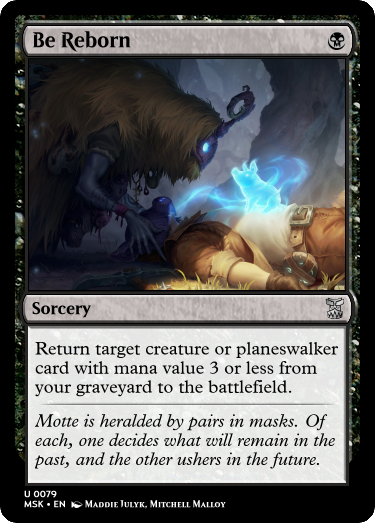 Be Reborn
Sorcery
Return target creature or planeswalker
card with mana value 3 or less from
your graveyard to the battlefield.
Motte is heralded by pairs in masks. Of
each, one decides what will remain in the
past, and the other ushers in the future.
U 0079
MSK • EN Maddie Julyk, Mitchell Malloy